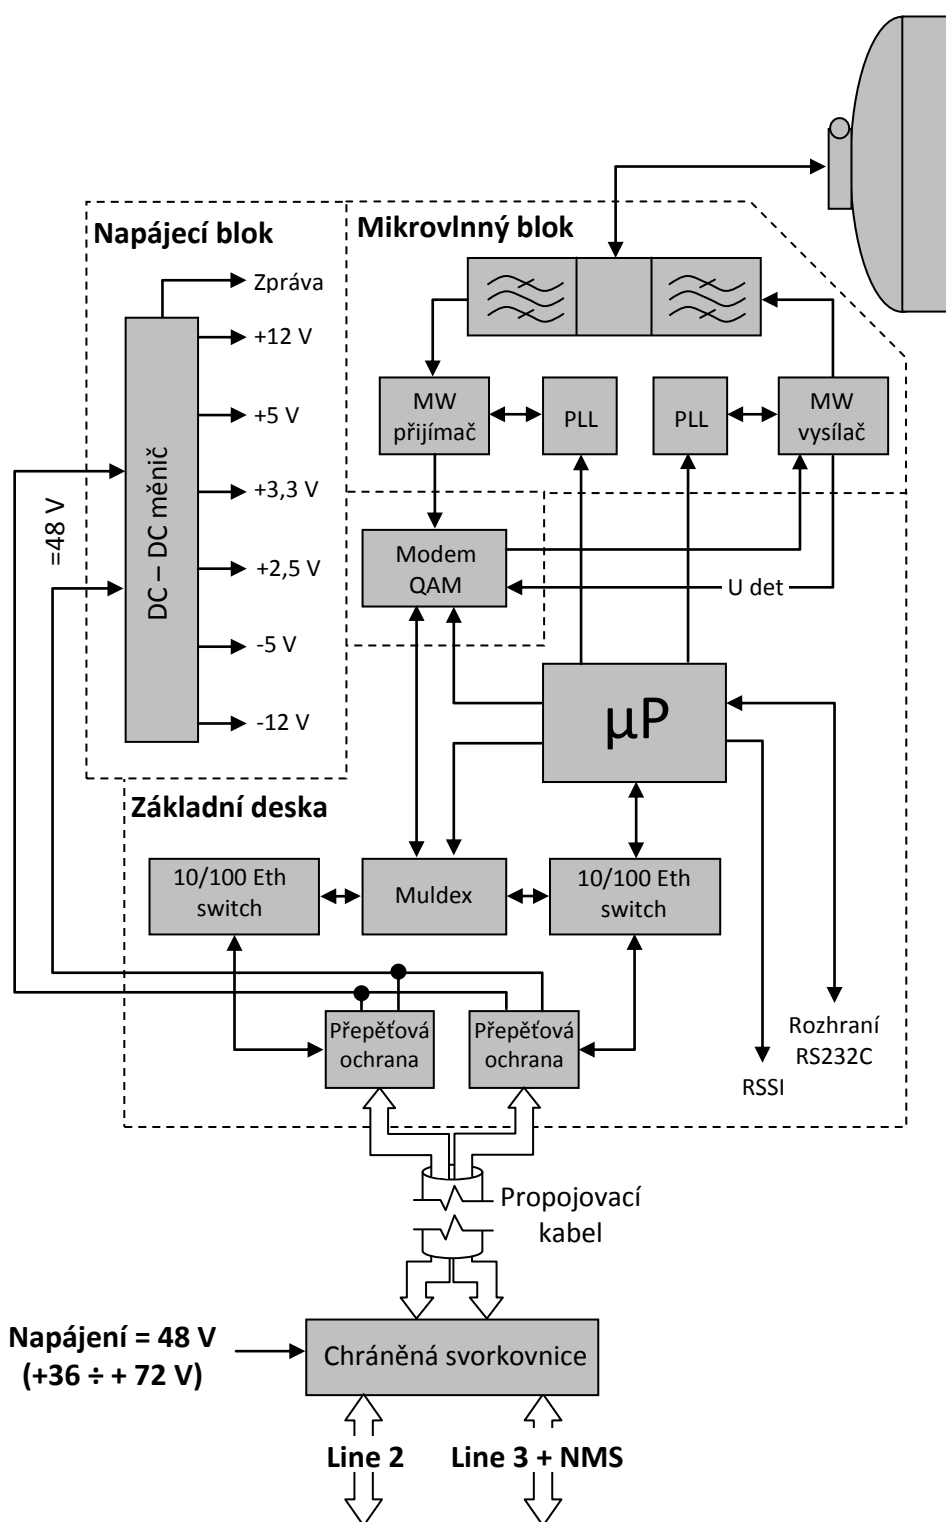 Napájecí blok
Mikrovlnný blok
Zpráva
+12 V
+5 V
+3,3 V
+2,5 V
-5 V
-12 V
DC – DC měnič
=48 V
MW
přijímač
PLL
PLL
MW
vysílač
Modem
QAM
U det
µP
Základní deska
10/100 Eth
switch
Muldex
10/100 Eth
switch
Přepěťová
ochrana
Přepěťová
ochrana
Rozhraní
RS232C
RSSI
Propojovací
kabel
Napájení = 48 V
(+36 ÷ + 72 V)
Chráněná svorkovnice
Line 2
Line 3 + NMS